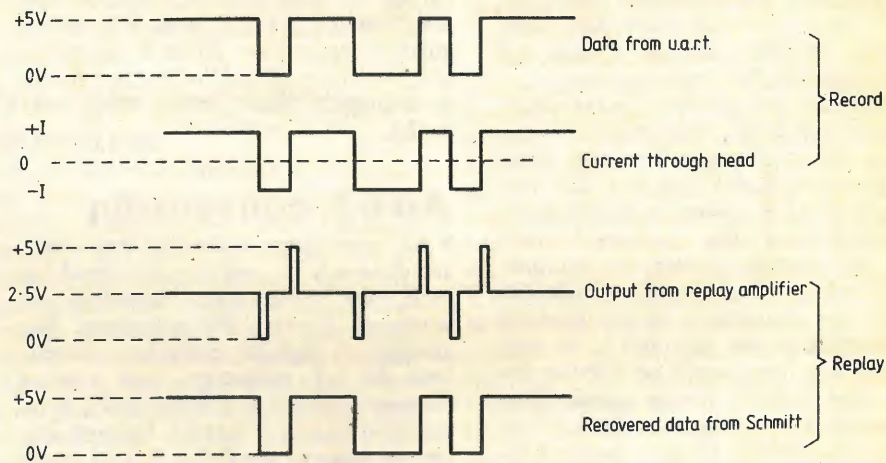 +5V
Data from u.a.r.t.
0V
Record
+I
0
Current through head
-I
+5V
2·5V
Output from replay amplifier
0V
Replay
+5V
Recovered data from Schmitt
0V